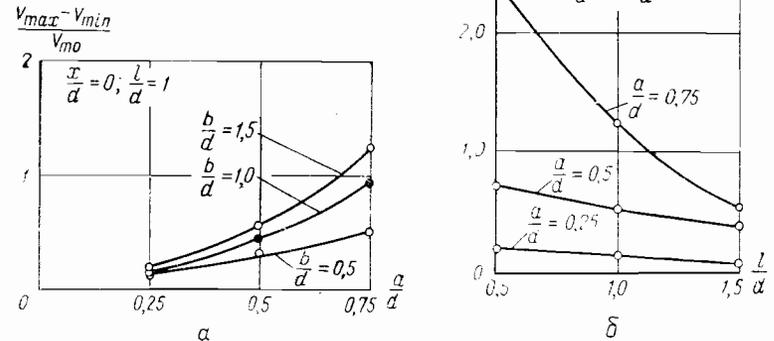 v_max − v_min / v_mo
2
x/d = 0; l/d = 1
b/d = 1,5
b/d = 1,0
1
b/d = 0,5
0 0,25 0,5 0,75 a/d
а
2,0
a/d = 0,75
1,0
a/d = 0,5
a/d = 0,25
0
0,5 1,0 1,5 l/d
б